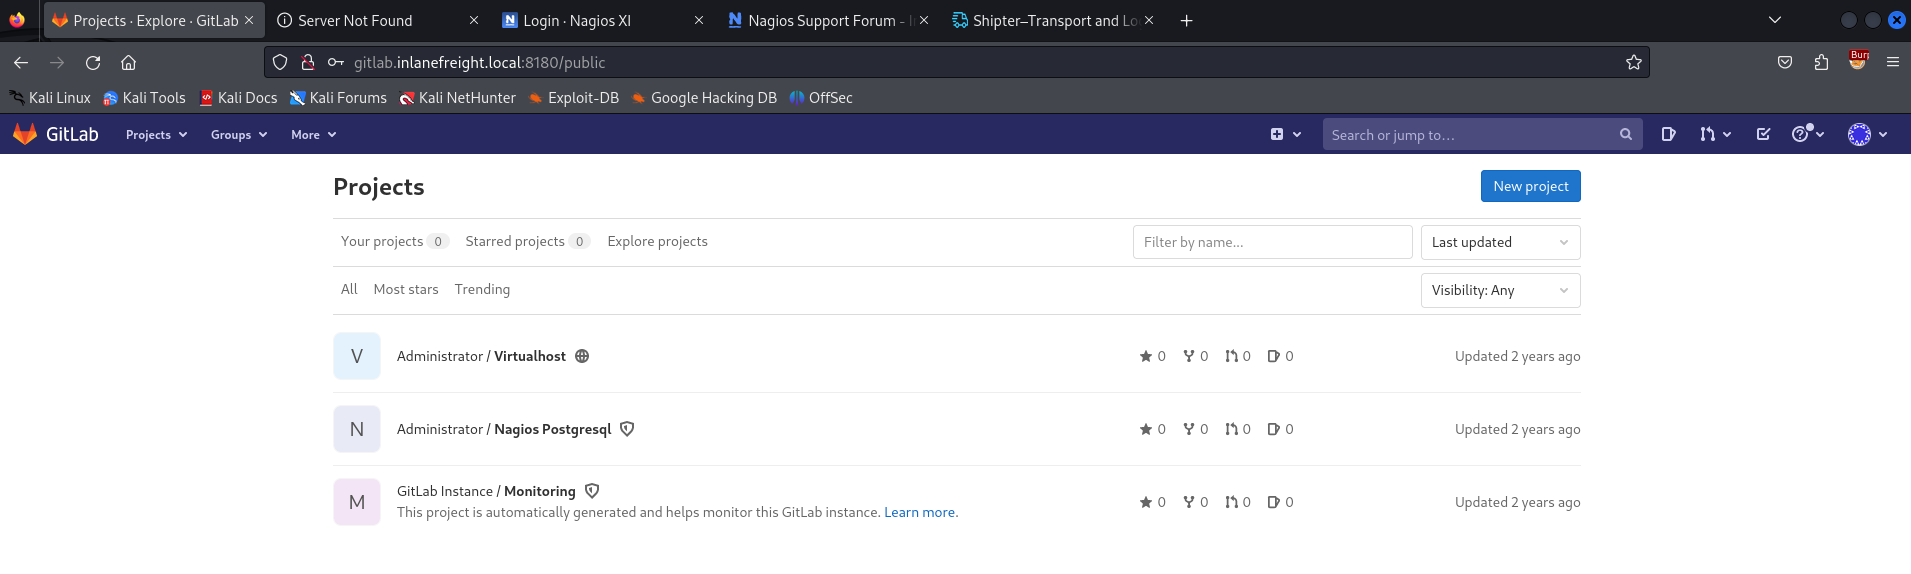 Projects · Explore · GitLab
Server Not Found
Login · Nagios XI
Nagios Support Forum - I
Shipter–Transport and Lo
gitlab.inlanefreight.local:8180/public
Burp
Kali Linux
Kali Tools
Kali Docs
Kali Forums
Kali NetHunter
Exploit-DB
Google Hacking DB
OffSec
GitLab
Projects
Groups
More
Search or jump to…
Projects
New project
Your projects 0
Starred projects 0
Explore projects
Filter by name...
Last updated
All
Most stars
Trending
Visibility: Any
V
Administrator / Virtualhost
0 0 0 0
Updated 2 years ago
N
Administrator / Nagios Postgresql
0 0 0 0
Updated 2 years ago
M
GitLab Instance / Monitoring
This project is automatically generated and helps monitor this GitLab instance. Learn more.
0 0 0 0
Updated 2 years ago